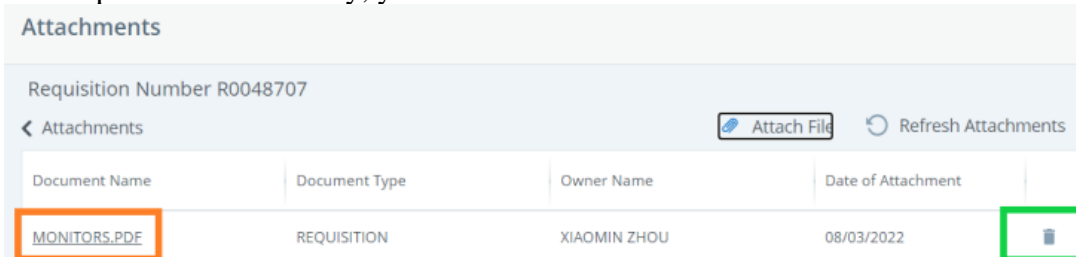 Attachments
Requisition Number R0048707
Attachments Attach File Refresh Attachments
Document Name Document Type Owner Name Date of Attachment
MONITORS.PDF REQUISITION XIAOMIN ZHOU 08/03/2022